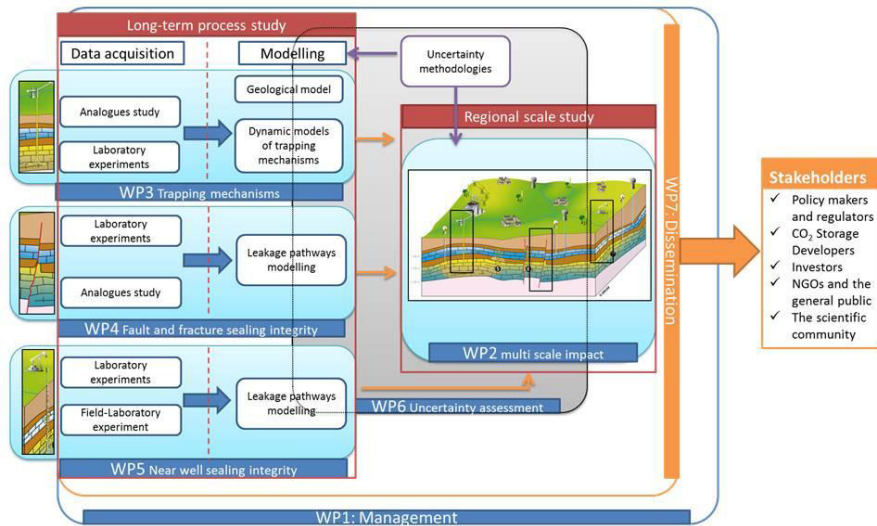 Long-term process study
Data acquisition
Modelling
Uncertainty
methodologies
Geological model
Analogues study
Dynamic models
of trapping
mechanisms
Laboratory
experiments
WP3 Trapping mechanisms
Laboratory
experiments
Leakage pathways
modelling
Analogues study
WP4 Fault and fracture sealing integrity
Laboratory
experiments
Leakage pathways
modelling
Field-Laboratory
experiment
WP5 Near well sealing integrity
Regional scale study
WP2 multi scale impact
WP6 Uncertainty assessment
WP7: Dissemination
Stakeholders
✓ Policy makers
and regulators
✓ CO₂ Storage
Developers
✓ Investors
✓ NGOs and the
general public
✓ The scientific
community
WP1: Management